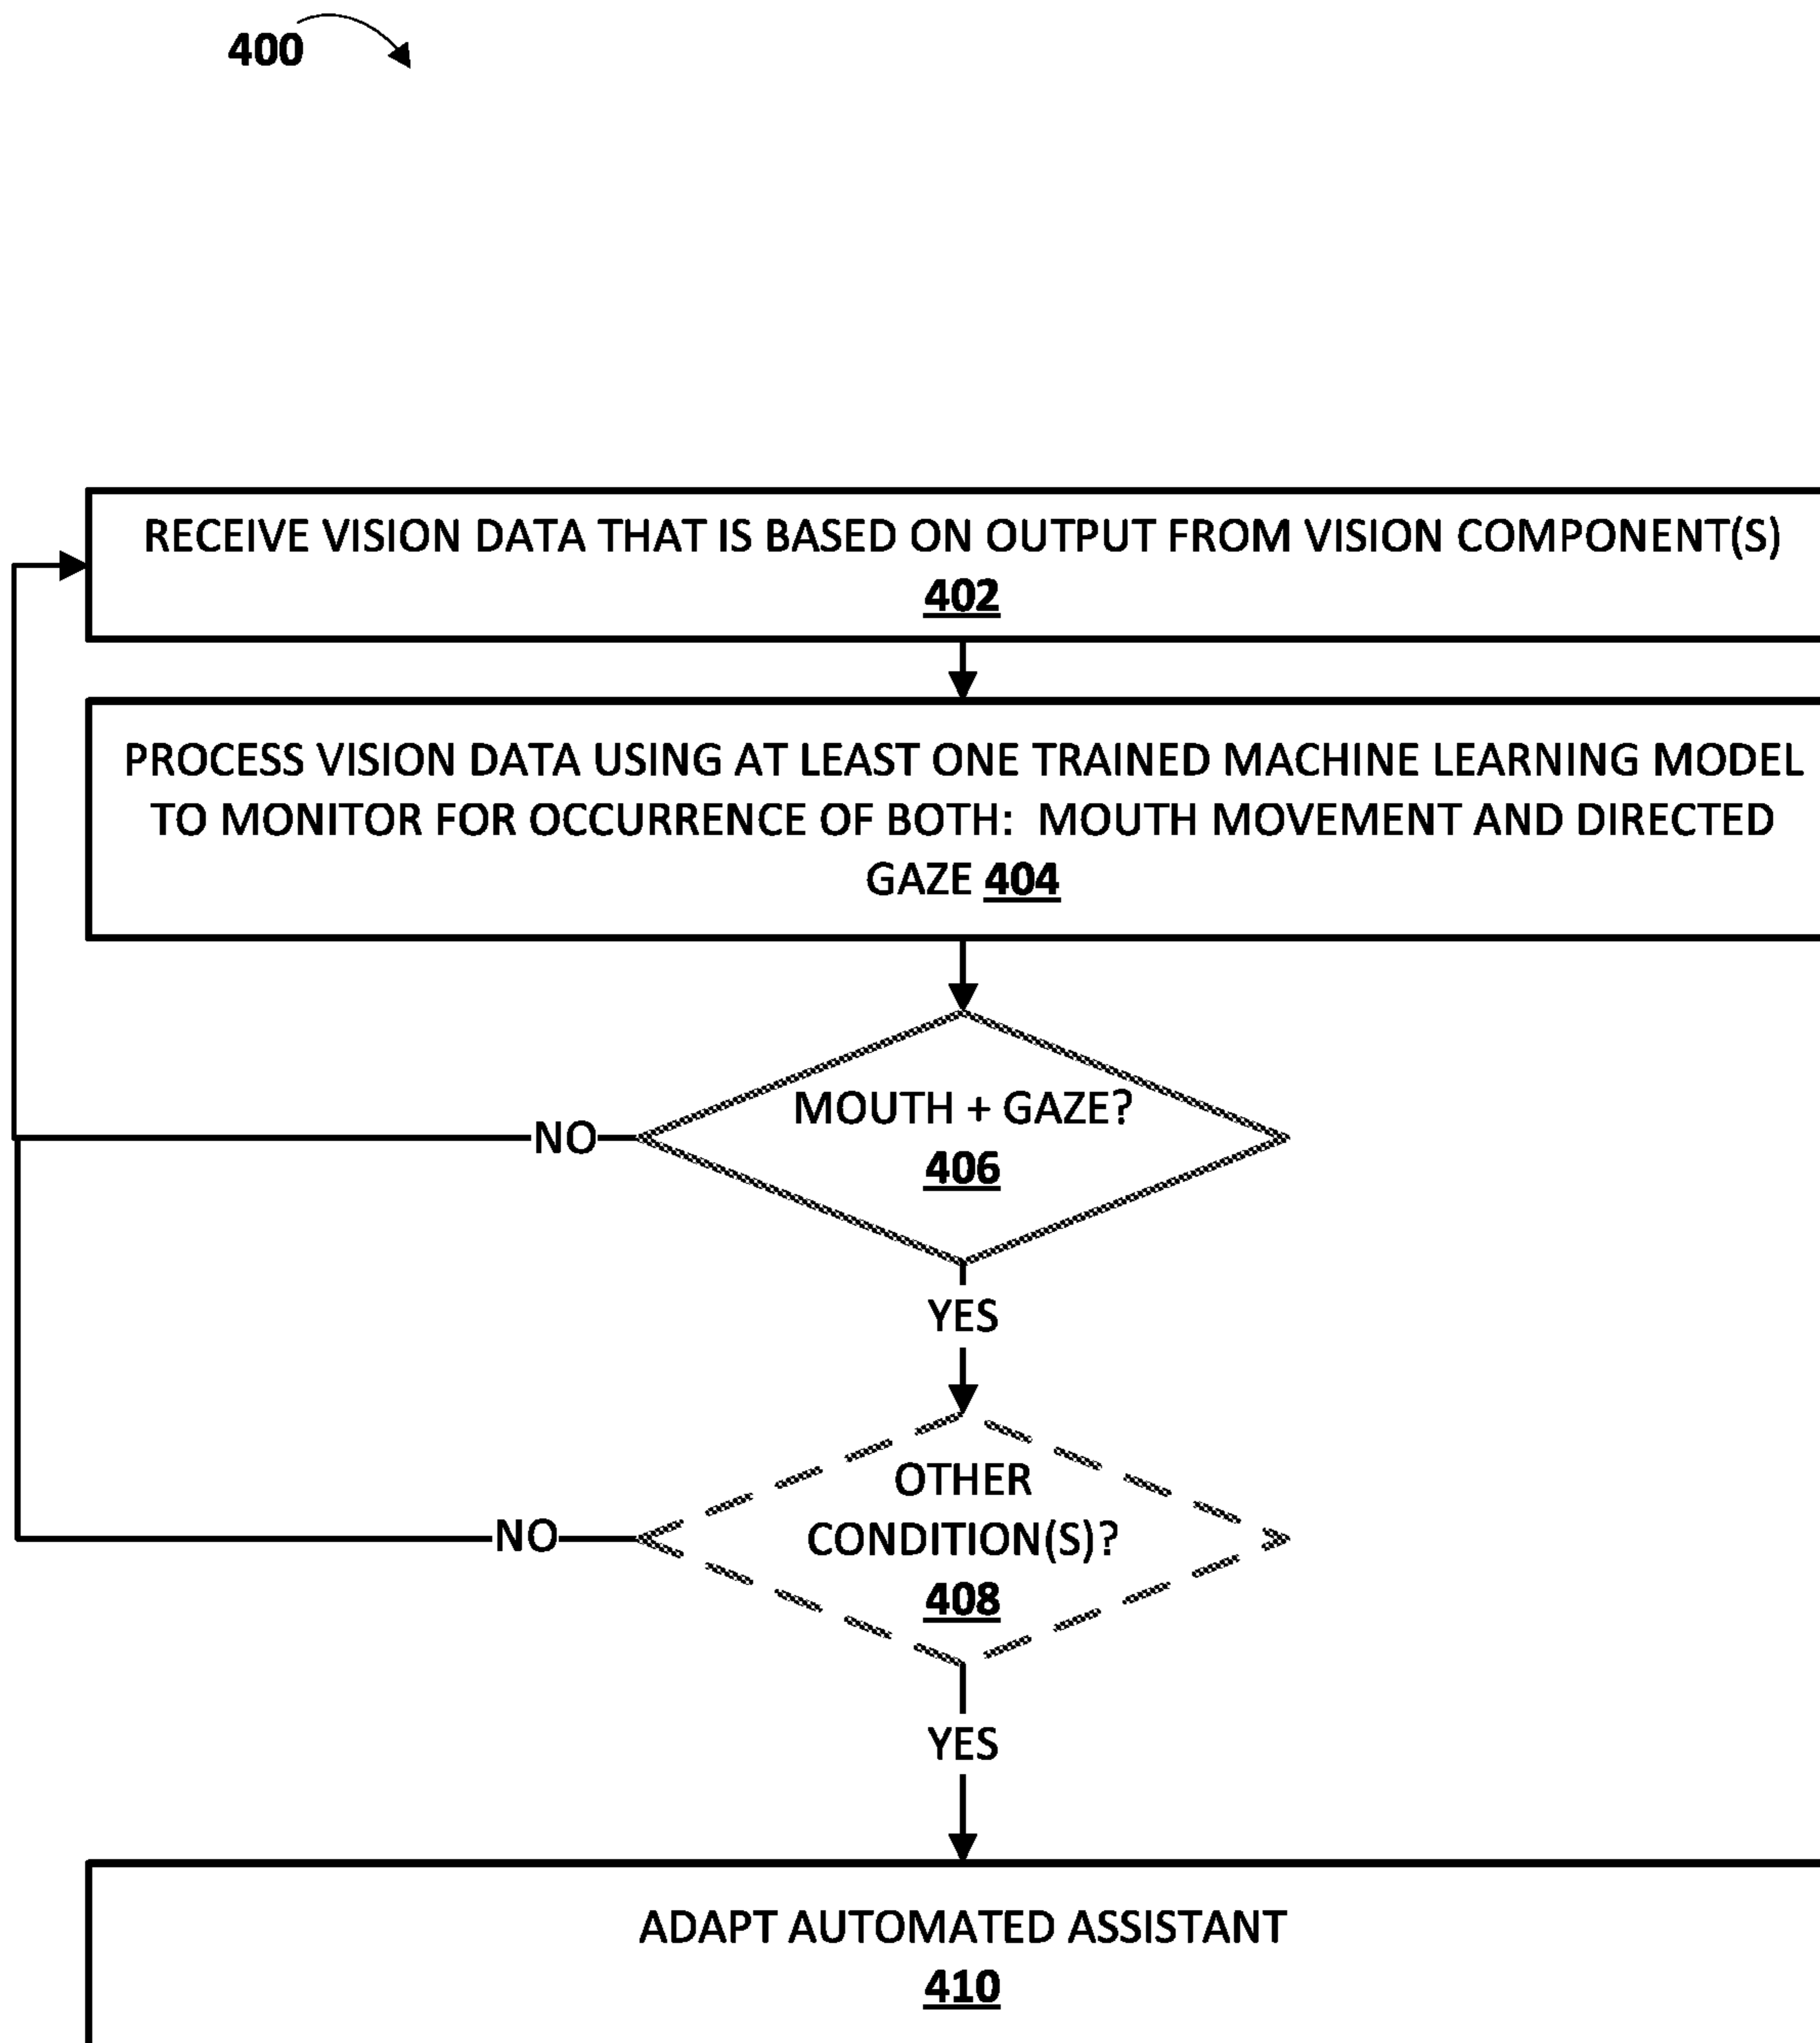 400
RECEIVE VISION DATA THAT IS BASED ON OUTPUT FROM VISION COMPONENT(S)
402
PROCESS VISION DATA USING AT LEAST ONE TRAINED MACHINE LEARNING MODEL
TO MONITOR FOR OCCURRENCE OF BOTH: MOUTH MOVEMENT AND DIRECTED
GAZE 404
MOUTH + GAZE?
406
NO
YES
OTHER
CONDITION(S)?
408
NO
YES
ADAPT AUTOMATED ASSISTANT
410